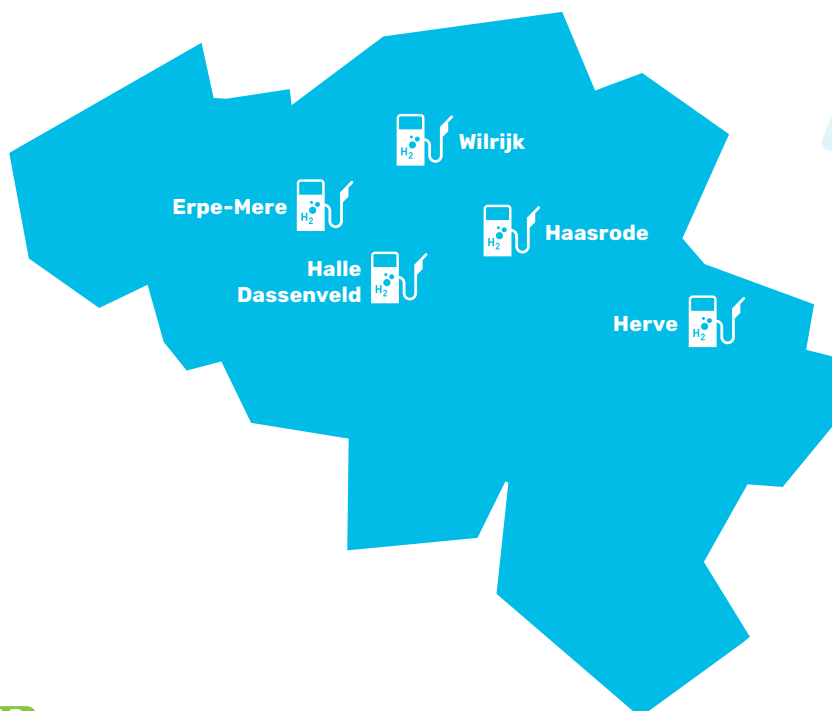 H2
Wilrijk
Erpe-Mere
H2
H2
Haasrode
Halle
Dassenveld
H2
Herve
H2